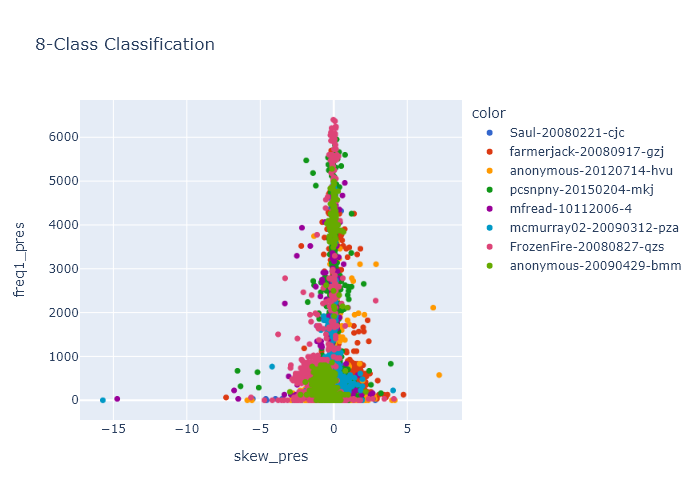 8-Class Classification
color
Saul-20080221-cjc
farmerjack-20080917-gzj
anonymous-20120714-hvu
pcsnpny-20150204-mkj
mfread-10112006-4
mcmurray02-20090312-pza
FrozenFire-20080827-qzs
anonymous-20090429-bmm
freq1_pres
6000
5000
4000
3000
2000
1000
0
−15
−10
−5
0
5
skew_pres